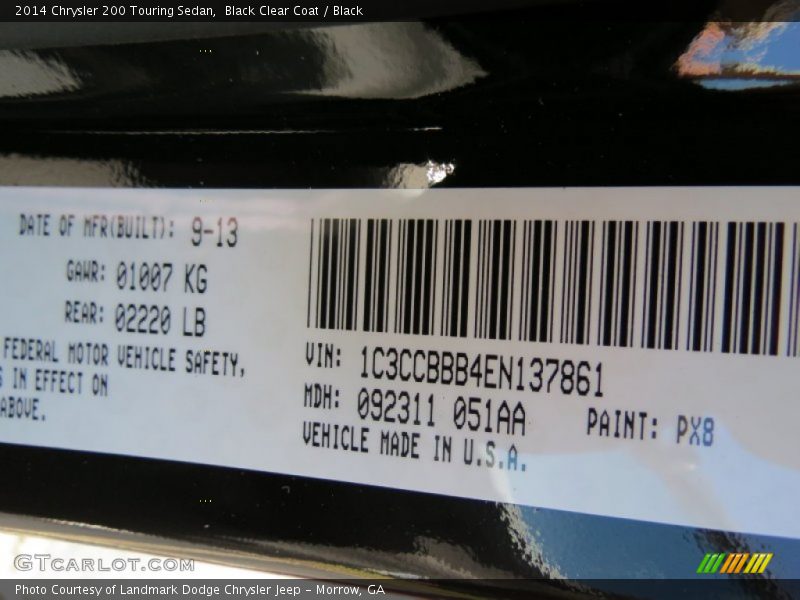 2014 Chrysler 200 Touring Sedan,  Black Clear Coat / Black
DATE OF MFR(BUILT): 9-13
GAWR: 01007 KG
REAR: 02220 LB
FEDERAL MOTOR VEHICLE SAFETY,
S IN EFFECT ON
ABOVE.
VIN: 1C3CCBBB4EN137861
MDH: 092311 051AA
PAINT: PX8
VEHICLE MADE IN U.S.A.
GTCARLOT.COM
Photo Courtesy of Landmark Dodge Chrysler Jeep - Morrow, GA